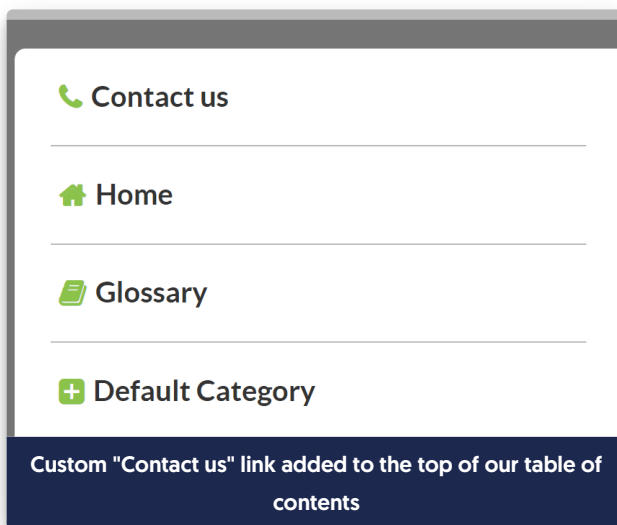 Contact us
Home
Glossary
Default Category
Custom "Contact us" link added to the top of our table of
contents